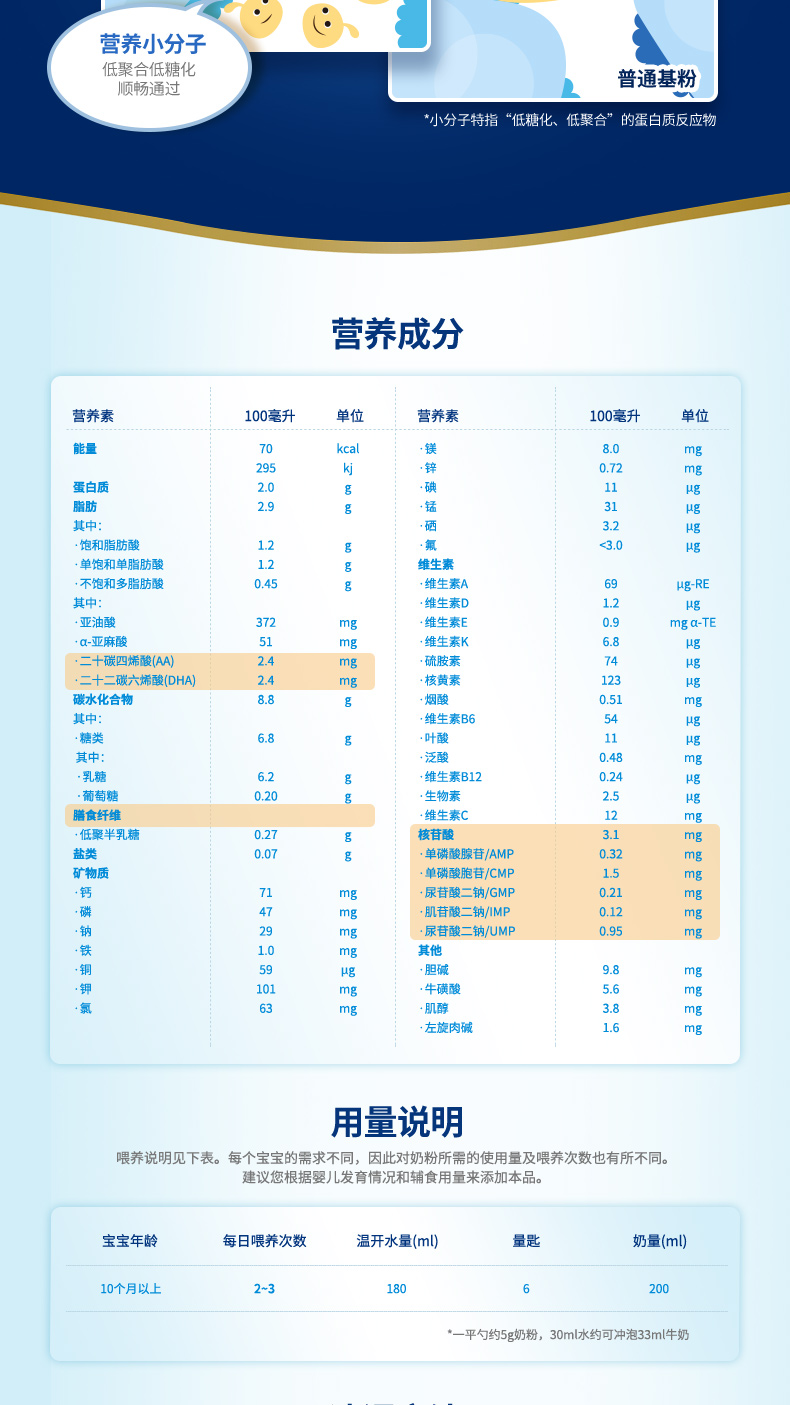 营养小分子
低聚合低糖化
顺畅通过
普通基粉
*小分子特指“低糖化、低聚合”的蛋白质反应物
营养成分
营养素 100毫升 单位
能量 70 kcal
295 kj
蛋白质 2.0 g
脂肪 2.9 g
其中：
·饱和脂肪酸 1.2 g
·单饱和单脂肪酸 1.2 g
·不饱和多脂肪酸 0.45 g
其中：
·亚油酸 372 mg
·α-亚麻酸 51 mg
·二十碳四烯酸(AA) 2.4 mg
·二十二碳六烯酸(DHA) 2.4 mg
碳水化合物 8.8 g
其中：
·糖类 6.8 g
其中：
·乳糖 6.2 g
·葡萄糖 0.20 g
膳食纤维
·低聚半乳糖 0.27 g
盐类 0.07 g
矿物质
·钙 71 mg
·磷 47 mg
·钠 29 mg
·铁 1.0 mg
·铜 59 μg
·钾 101 mg
·氯 63 mg
营养素 100毫升 单位
·镁 8.0 mg
·锌 0.72 mg
·碘 11 μg
·锰 31 μg
·硒 3.2 μg
·氟 <3.0 μg
维生素
·维生素A 69 μg-RE
·维生素D 1.2 μg
·维生素E 0.9 mg α-TE
·维生素K 6.8 μg
·硫胺素 74 μg
·核黄素 123 μg
·烟酸 0.51 mg
·维生素B6 54 μg
·叶酸 11 μg
·泛酸 0.48 mg
·维生素B12 0.24 μg
·生物素 2.5 μg
·维生素C 12 mg
核苷酸 3.1 mg
·单磷酸腺苷/AMP 0.32 mg
·单磷酸胞苷/CMP 1.5 mg
·尿苷酸二钠/GMP 0.21 mg
·肌苷酸二钠/IMP 0.12 mg
·尿苷酸二钠/UMP 0.95 mg
其他
·胆碱 9.8 mg
·牛磺酸 5.6 mg
·肌醇 3.8 mg
·左旋肉碱 1.6 mg
用量说明
喂养说明见下表。每个宝宝的需求不同，因此对奶粉所需的使用量及喂养次数也有所不同。
建议您根据婴儿发育情况和辅食用量来添加本品。
宝宝年龄 每日喂养次数 温开水量(ml) 量匙 奶量(ml)
10个月以上 2~3 180 6 200
*一平勺约5g奶粉，30ml水约可冲泡33ml牛奶